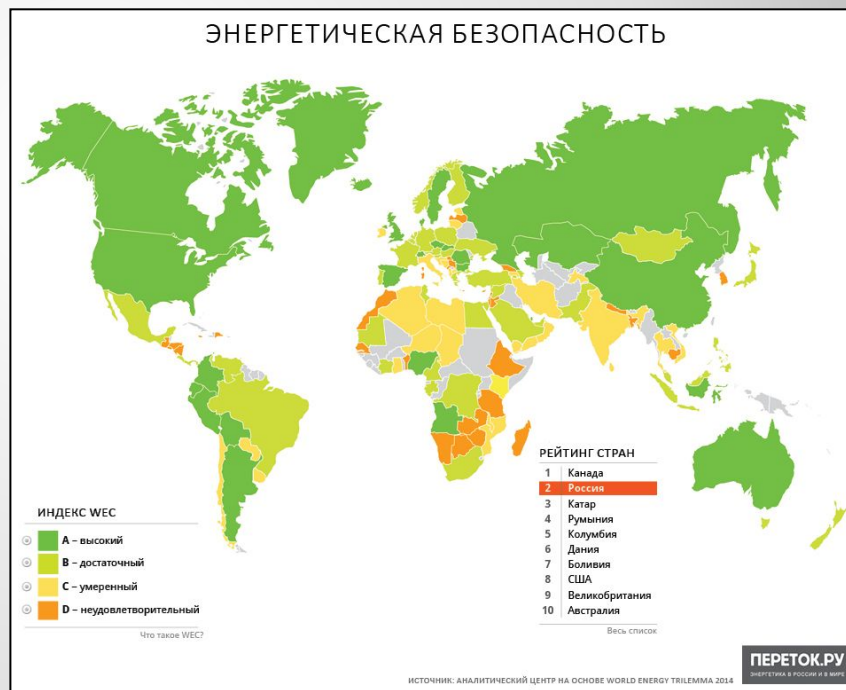 ЭНЕРГЕТИЧЕСКАЯ БЕЗОПАСНОСТЬ
РЕЙТИНГ СТРАН
1 Канада
2 Россия
3 Катар
4 Румыния
5 Колумбия
6 Дания
7 Боливия
8 США
9 Великобритания
10 Австралия
Весь список
ИНДЕКС WEC
A – высокий
B – достаточный
C – умеренный
D – неудовлетворительный
Что такое WEC?
ПЕРЕТОК.РУ
ЭНЕРГЕТИКА В РОССИИ И В МИРЕ
ИСТОЧНИК: АНАЛИТИЧЕСКИЙ ЦЕНТР НА ОСНОВЕ WORLD ENERGY TRILEMMA 2014